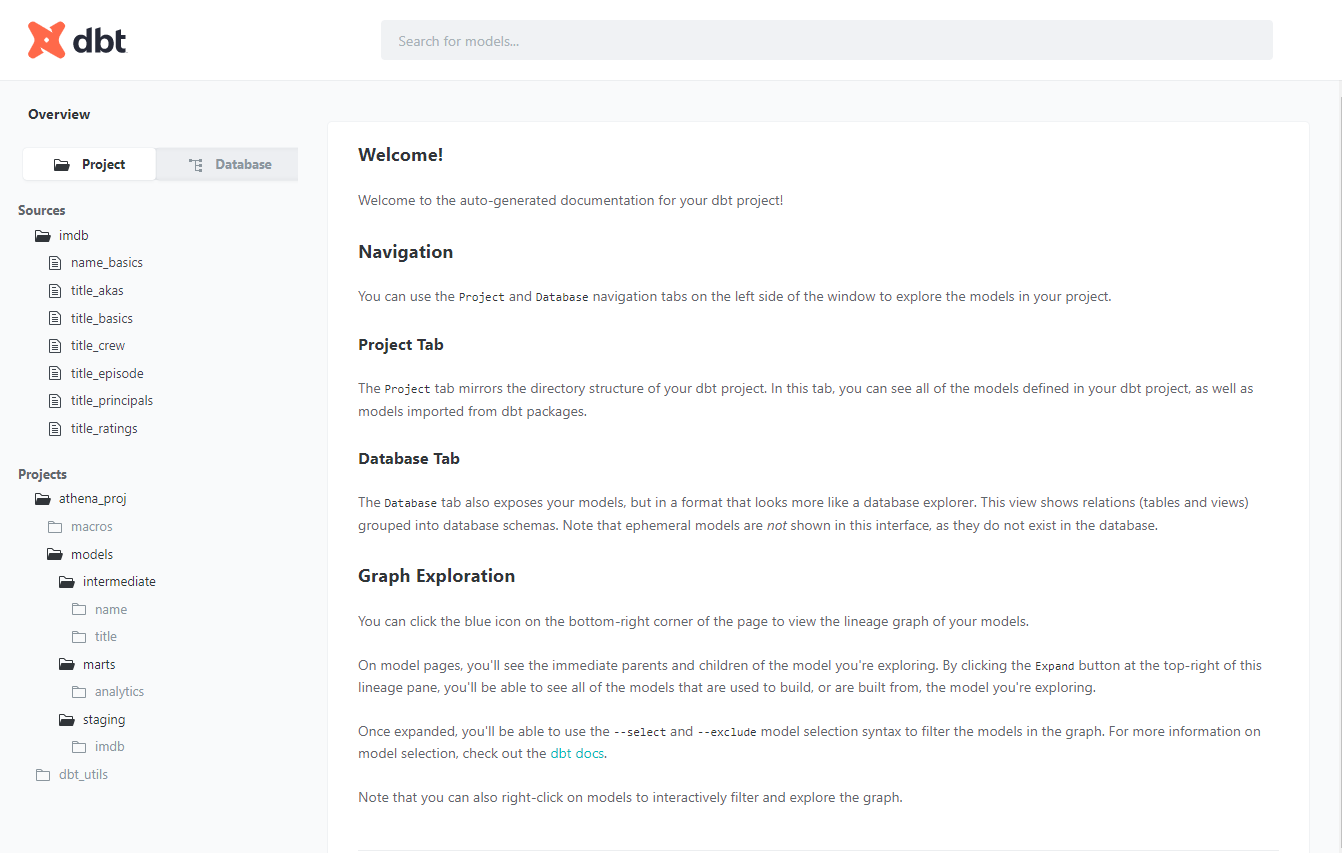 dbt
Search for models...
Overview
Project
Database
Sources
imdb
name_basics
title_akas
title_basics
title_crew
title_episode
title_principals
title_ratings
Projects
athena_proj
macros
models
intermediate
name
title
marts
analytics
staging
imdb
dbt_utils
Welcome!
Welcome to the auto-generated documentation for your dbt project!
Navigation
You can use the Project and Database navigation tabs on the left side of the window to explore the models in your project.
Project Tab
The Project tab mirrors the directory structure of your dbt project. In this tab, you can see all of the models defined in your dbt project, as well as
models imported from dbt packages.
Database Tab
The Database tab also exposes your models, but in a format that looks more like a database explorer. This view shows relations (tables and views)
grouped into database schemas. Note that ephemeral models are not shown in this interface, as they do not exist in the database.
Graph Exploration
You can click the blue icon on the bottom-right corner of the page to view the lineage graph of your models.
On model pages, you'll see the immediate parents and children of the model you're exploring. By clicking the Expand button at the top-right of this
lineage pane, you'll be able to see all of the models that are used to build, or are built from, the model you're exploring.
Once expanded, you'll be able to use the --select and --exclude model selection syntax to filter the models in the graph. For more information on
model selection, check out the dbt docs.
Note that you can also right-click on models to interactively filter and explore the graph.